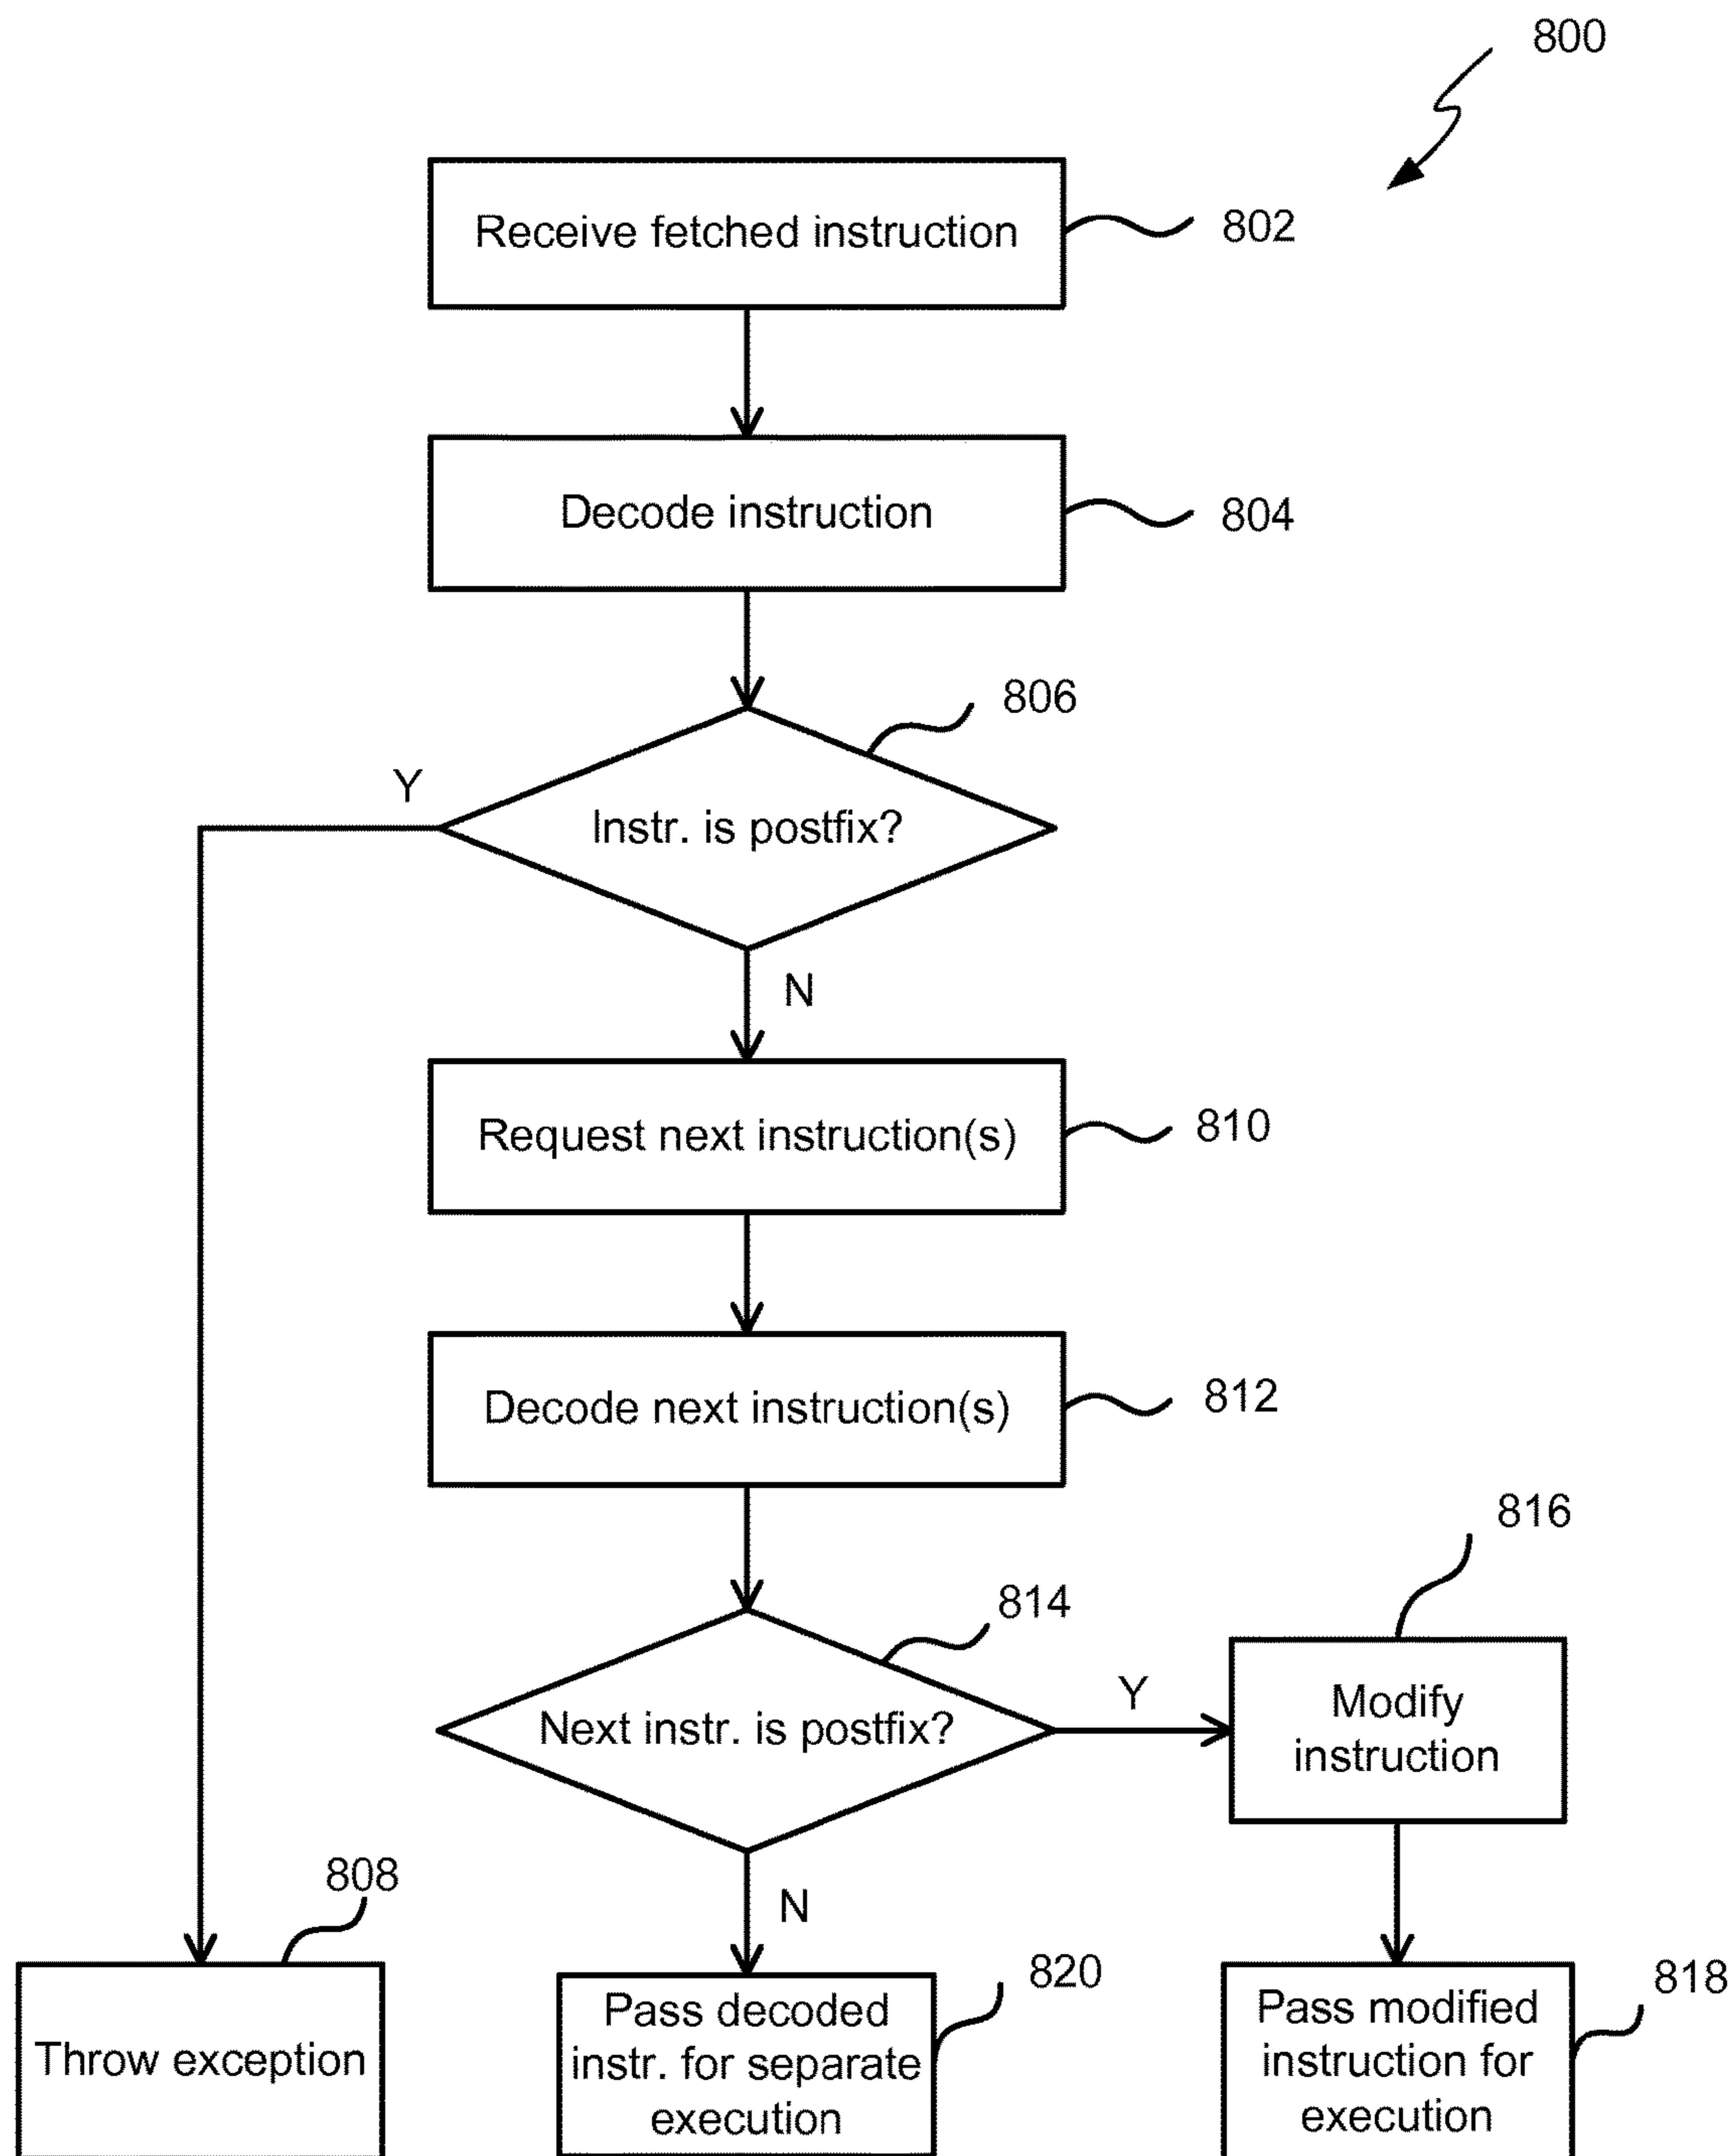 800
Receive fetched instruction
802
Decode instruction
804
806
Y
Instr. is postfix?
N
Request next instruction(s)
810
Decode next instruction(s)
812
816
814
Next instr. is postfix?
Y
Modify
instruction
808
N
820
818
Throw exception
Pass decoded
instr. for separate
execution
Pass modified
instruction for
execution